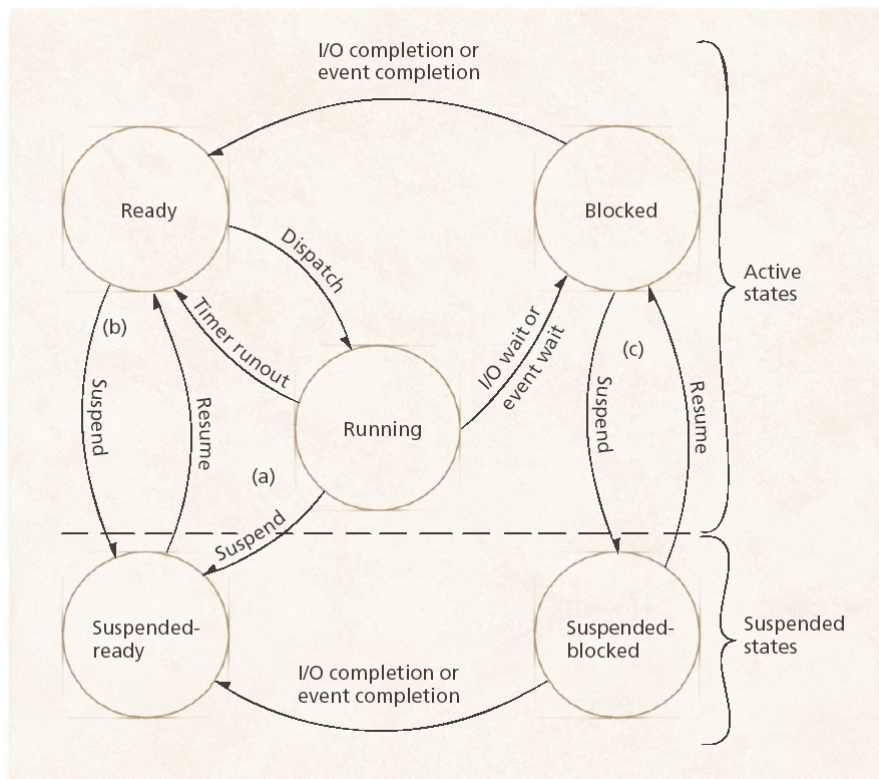 I/O completion or
event completion
Ready
Blocked
Dispatch
Timer runout
I/O wait or
event wait
Active
states
(b)
(c)
Suspend
Resume
Running
Suspend
Resume
(a)
Suspend
Suspended-
ready
Suspended-
blocked
Suspended
states
I/O completion or
event completion